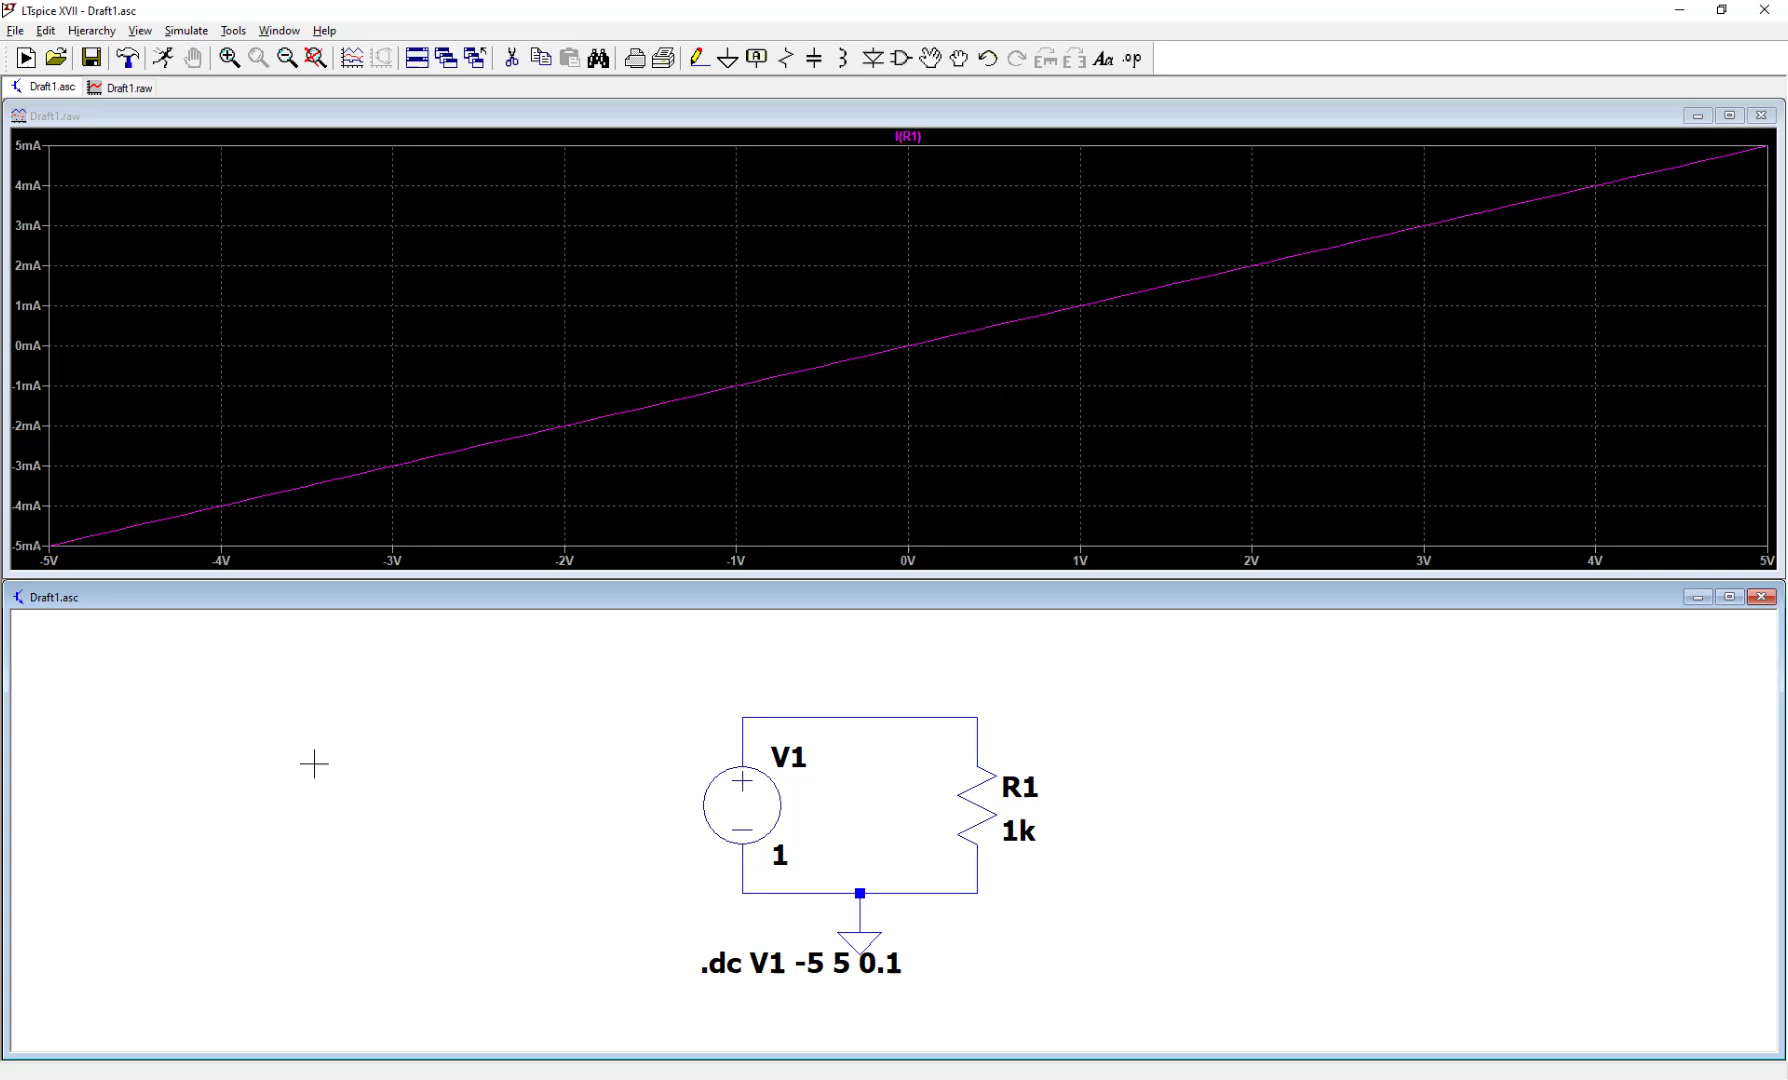 LTspice XVII - Draft1.asc
File Edit Hierarchy View Simulate Tools Window Help
Aa .op
Draft1.asc Draft1.raw
Draft1.raw
I(R1)
5mA
4mA
3mA
2mA
1mA
0mA
-1mA
-2mA
-3mA
-4mA
-5mA
-5V -4V -3V -2V -1V 0V 1V 2V 3V 4V 5V
Draft1.asc
V1
R1
1k
1
.dc V1 -5 5 0.1